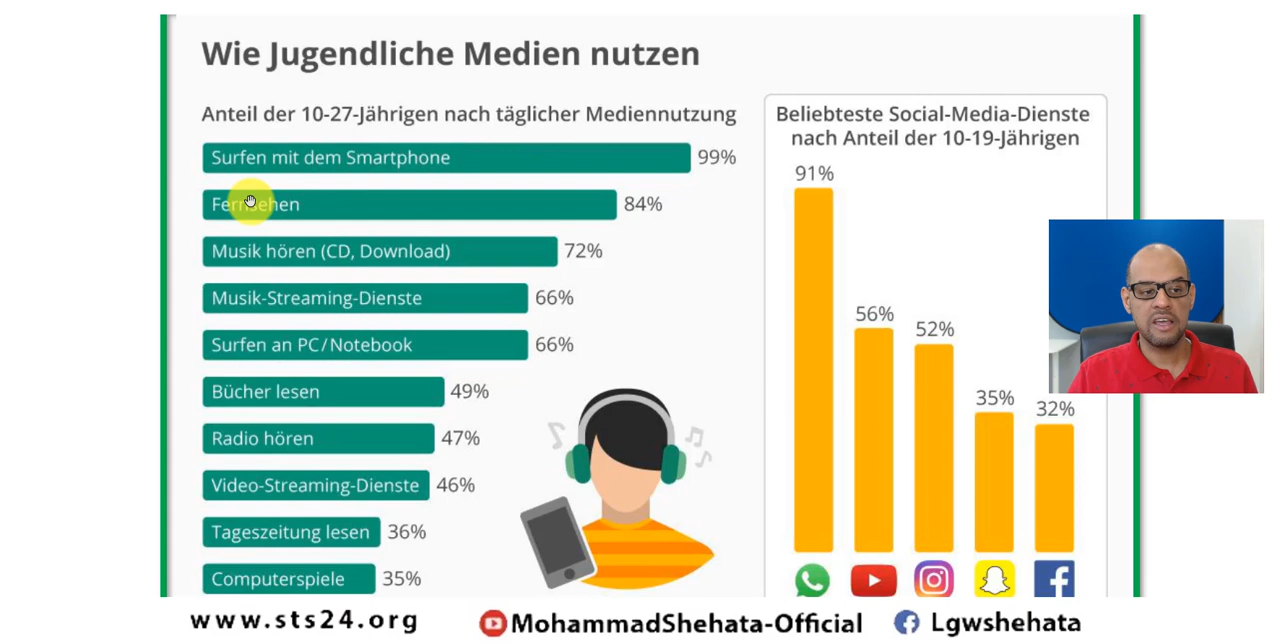 Wie Jugendliche Medien nutzen
Anteil der 10-27-Jährigen nach täglicher Mediennutzung
Surfen mit dem Smartphone 99%
Fernsehen 84%
Musik hören (CD, Download) 72%
Musik-Streaming-Dienste 66%
Surfen an PC/Notebook 66%
Bücher lesen 49%
Radio hören 47%
Video-Streaming-Dienste 46%
Tageszeitung lesen 36%
Computerspiele 35%
Beliebteste Social-Media-Dienste
nach Anteil der 10-19-Jährigen
91%
56%
52%
35%
32%
www.sts24.org MohammadShehata-Official Lgwshehata